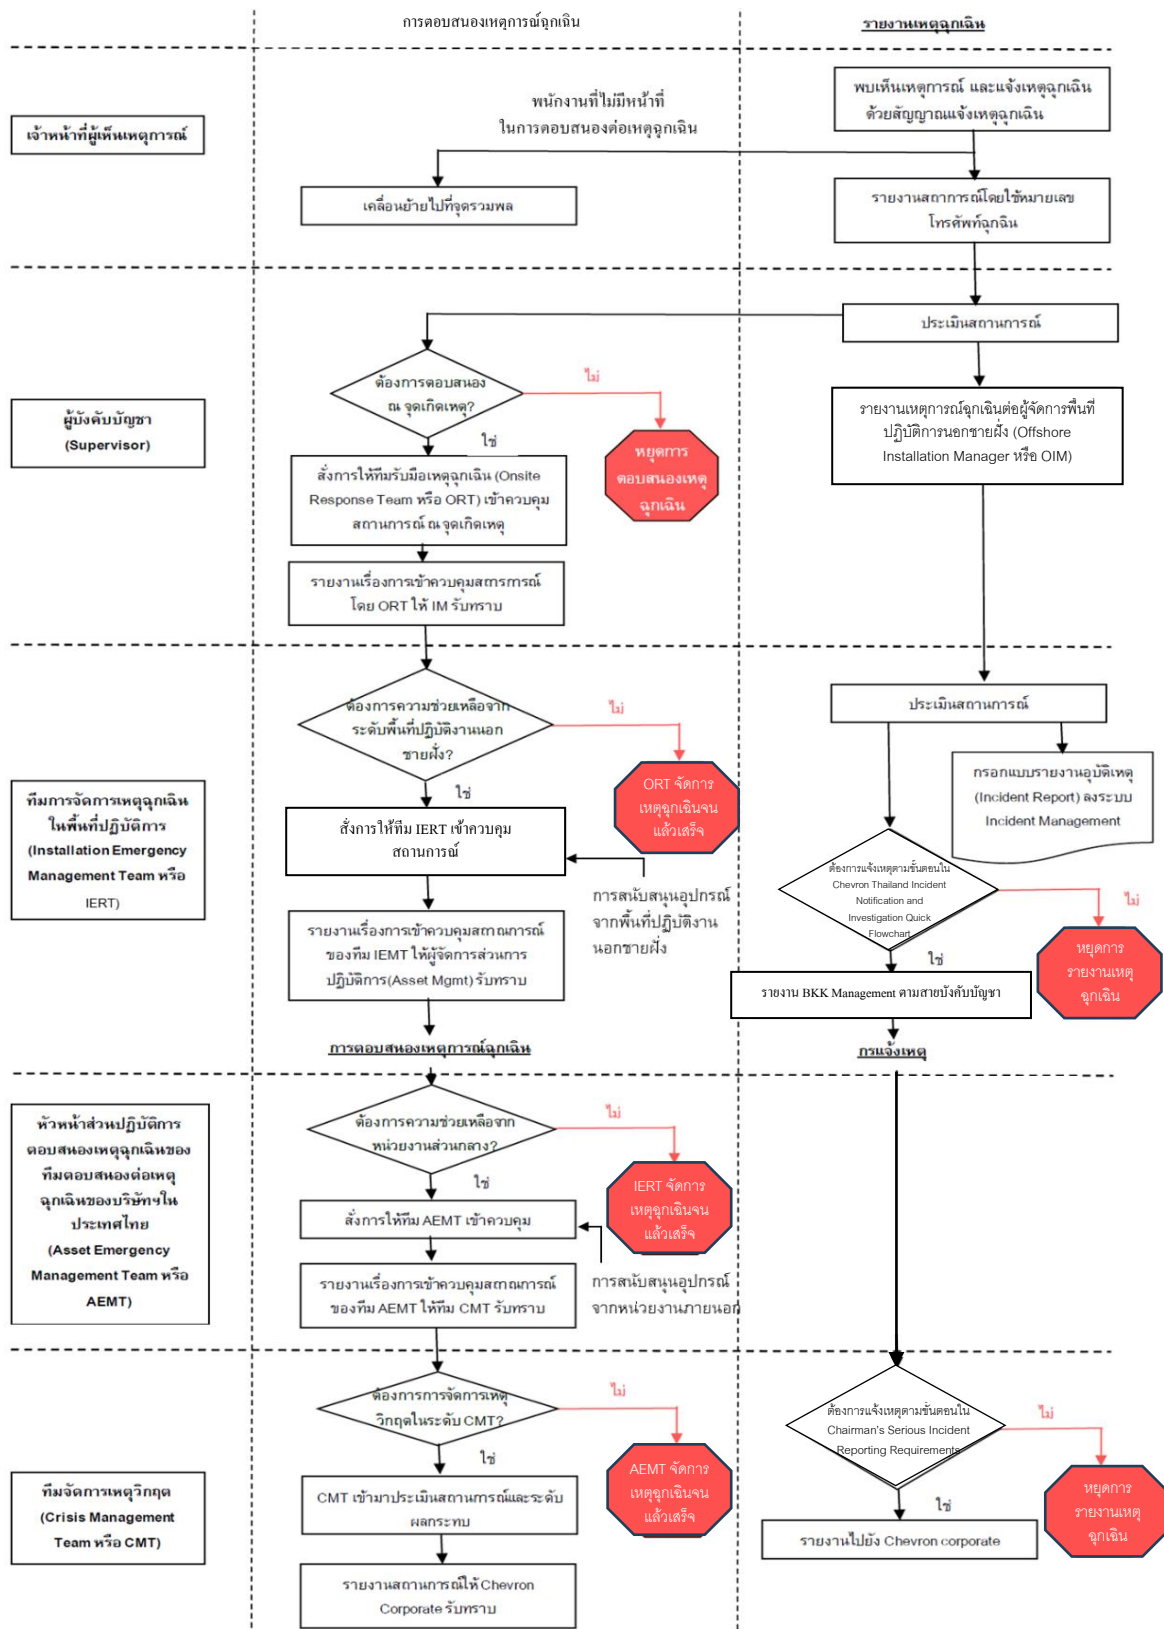 การตอบสนองเหตุการณ์ฉุกเฉิน
รายงานเหตุฉุกเฉิน
เจ้าหน้าที่ผู้เห็นเหตุการณ์
พนักงานที่ไม่มีหน้าที่
ในการตอบสนองต่อเหตุฉุกเฉิน
พบเห็นเหตุการณ์ และแจ้งเหตุฉุกเฉิน
ด้วยสัญญาณแจ้งเหตุฉุกเฉิน
เคลื่อนย้ายไปที่จุดรวมพล
รายงานสถาการณ์โดยใช้หมายเลข
โทรศัพท์ฉุกฉิน
ประเมินสถานการณ์
ผู้บังคับบัญชา
(Supervisor)
ต้องการตอบสนอง
ณ จุดเกิดเหตุ?
ไม่
ใช่
หยุดการ
ตอบสนองเหตุ
ฉุกเฉิน
รายงานเหตุการณ์ฉุกเฉินต่อผู้จัดการพื้นที่
ปฏิบัติการนอกชายฝั่ง (Offshore
Installation Manager หรือ OIM)
สั่งการให้ทีมรับมือเหตุฉุกเฉิน (Onsite
Response Team หรือ ORT) เข้าควบคุม
สถานการณ์ ณ จุดเกิดเหตุ
รายงานเรื่องการเข้าควบคุมสถารการณ์
โดย ORT ให้ IM รับทราบ
ทีมการจัดการเหตุฉุกเฉิน
ในพื้นที่ปฏิบัติการ
(Installation Emergency
Management Team หรือ
IERT)
ต้องการความช่วยเหลือจาก
ระดับพื้นที่ปฏิบัติงานนอก
ชายฝั่ง?
ไม่
ใช่
ORT จัดการ
เหตุฉุกเฉินจน
แล้วเสร็จ
ประเมินสถานการณ์
กรอกแบบรายงานอุบัติเหตุ
(Incident Report) ลงระบบ
Incident Management
สั่งการให้ทีม IERT เข้าควบคุม
สถานการณ์
การสนับสนุนอุปกรณ์
จากพื้นที่ปฏิบัติงาน
นอกชายฝั่ง
ต้องการแจ้งเหตุตามขั้นตอนใน
Chevron Thailand Incident
Notification and
Investigation Quick
Flowchart
ไม่
ใช่
หยุดการ
รายงานเหตุ
ฉุกเฉิน
รายงานเรื่องการเข้าควบคุมสถาณการณ์
ของทีม IEMT ให้ผู้จัดการส่วนการ
ปฏิบัติการ(Asset Mgmt) รับทราบ
รายงาน BKK Management ตามสายบังคับบัญชา
การตอบสนองเหตุการณ์ฉุกเฉิน
กรแจ้งเหตุ
หัวหน้าส่วนปฏิบัติการ
ตอบสนองเหตุฉุกเฉินของ
ทีมตอบสนองต่อเหตุ
ฉุกเฉินของบริษัทฯใน
ประเทศไทย
(Asset Emergency
Management Team หรือ
AEMT)
ต้องการความช่วยเหลือจาก
หน่วยงานส่วนกลาง?
ไม่
ใช่
IERT จัดการ
เหตุฉุกเฉินจน
แล้วเสร็จ
สั่งการให้ทีม AEMT เข้าควบคุม
การสนับสนุนอุปกรณ์
จากหน่วยงานภายนอก
รายงานเรื่องการเข้าควบคุมสถาณการณ์
ของทีม AEMT ให้ทีม CMT รับทราบ
ทีมจัดการเหตุวิกฤต
(Crisis Management
Team หรือ CMT)
ต้องการการจัดการเหตุ
วิกฤตในระดับ CMT?
ไม่
ใช่
AEMT จัดการ
เหตุฉุกเฉินจน
แล้วเสร็จ
ต้องการแจ้งเหตุตามขั้นตอนใน
Chairman's Serious Incident
Reporting Requirements
ไม่
ใช่
หยุดการ
รายงานเหตุ
ฉุกเฉิน
CMT เข้ามาประเมินสถานการณ์และระดับ
ผลกระทบ
รายงานไปยัง Chevron corporate
รายงานสถานการณ์ให้ Chevron
Corporate รับทราบ